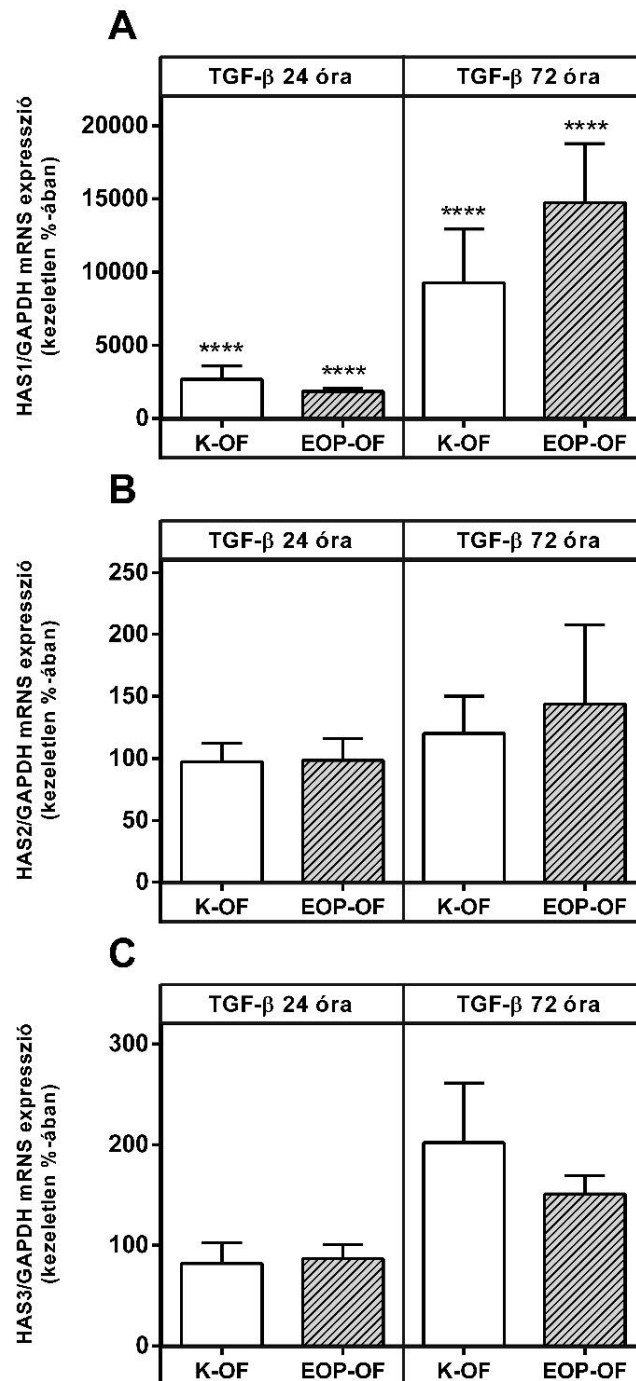 A
TGF-β 24 óra
TGF-β 72 óra
HAS1/GAPDH mRNS expresszió
(kezeletlen %-ában)
20000
15000
10000
5000
0
****
****
****
****
K-OF
EOP-OF
K-OF
EOP-OF
B
TGF-β 24 óra
TGF-β 72 óra
HAS2/GAPDH mRNS expresszió
(kezeletlen %-ában)
250
200
150
100
50
0
K-OF
EOP-OF
K-OF
EOP-OF
C
TGF-β 24 óra
TGF-β 72 óra
HAS3/GAPDH mRNS expresszió
(kezeletlen %-ában)
300
200
100
0
K-OF
EOP-OF
K-OF
EOP-OF